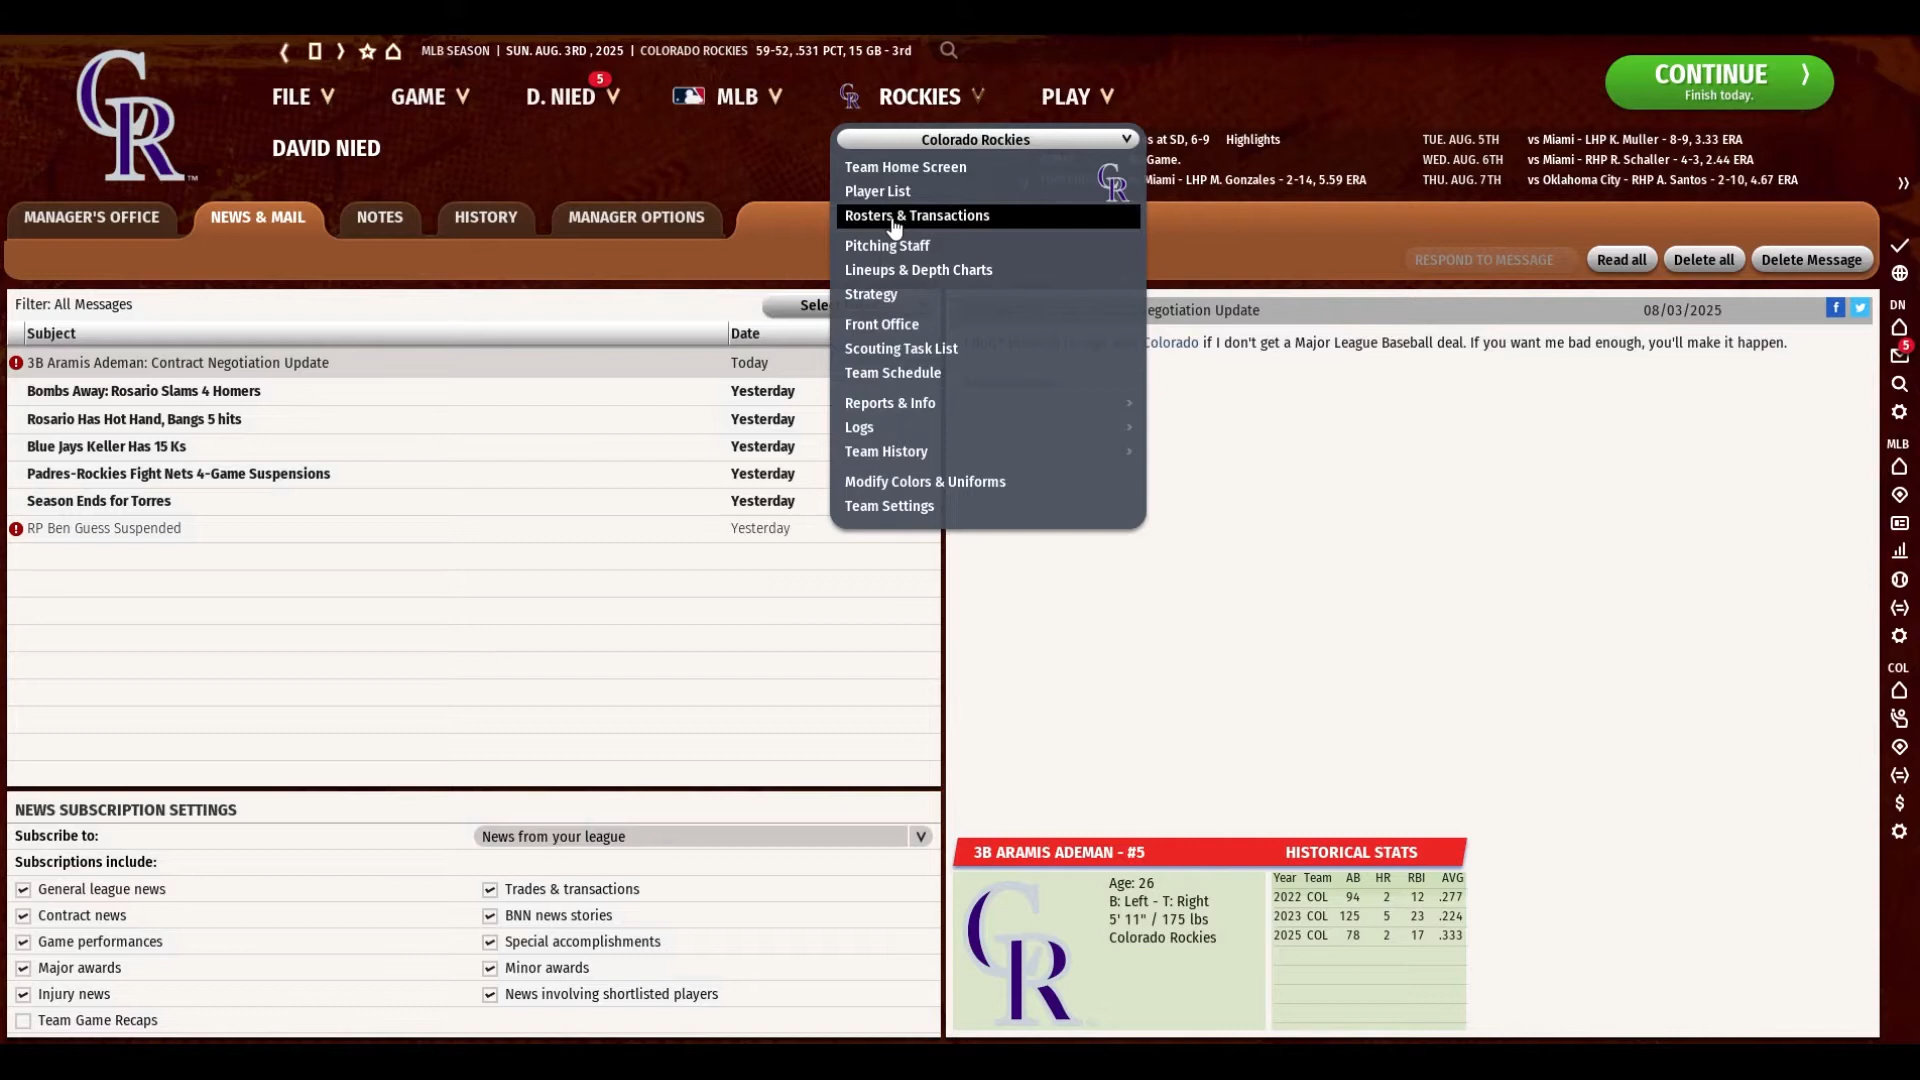 MLB SEASON | SUN. AUG. 3RD , 2025 | COLORADO ROCKIES 59-52, .531 PCT, 15 GB - 3rd
FILE GAME D. NIED 5 MLB ROCKIES PLAY
CONTINUE
Finish today.
DAVID NIED
Colorado Rockies
Team Home Screen
Player List
Rosters & Transactions
Pitching Staff
Lineups & Depth Charts
Strategy
Front Office
Scouting Task List
Team Schedule
Reports & Info
Logs
Team History
Modify Colors & Uniforms
Team Settings
s at SD, 6-9 Highlights
Game.
Miami - LHP M. Gonzales - 2-14, 5.59 ERA
TUE. AUG. 5TH vs Miami - LHP K. Muller - 8-9, 3.33 ERA
WED. AUG. 6TH vs Miami - RHP R. Schaller - 4-3, 2.44 ERA
THU. AUG. 7TH vs Oklahoma City - RHP A. Santos - 2-10, 4.67 ERA
MANAGER'S OFFICE NEWS & MAIL NOTES HISTORY MANAGER OPTIONS
RESPOND TO MESSAGE Read all Delete all Delete Message
Filter: All Messages Sele
Subject Date
3B Aramis Ademan: Contract Negotiation Update Today
Bombs Away: Rosario Slams 4 Homers Yesterday
Rosario Has Hot Hand, Bangs 5 hits Yesterday
Blue Jays Keller Has 15 Ks Yesterday
Padres-Rockies Fight Nets 4-Game Suspensions Yesterday
Season Ends for Torres Yesterday
RP Ben Guess Suspended Yesterday
egotiation Update 08/03/2025
Colorado if I don't get a Major League Baseball deal. If you want me bad enough, you'll make it happen.
NEWS SUBSCRIPTION SETTINGS
Subscribe to: News from your league
Subscriptions include:
General league news Trades & transactions
Contract news BNN news stories
Game performances Special accomplishments
Major awards Minor awards
Injury news News involving shortlisted players
Team Game Recaps
3B ARAMIS ADEMAN - #5 HISTORICAL STATS
Age: 26
B: Left - T: Right
5' 11" / 175 lbs
Colorado Rockies
Year Team AB HR RBI AVG
2022 COL 94 2 12 .277
2023 COL 125 5 23 .224
2025 COL 78 2 17 .333
DN
5
MLB
COL